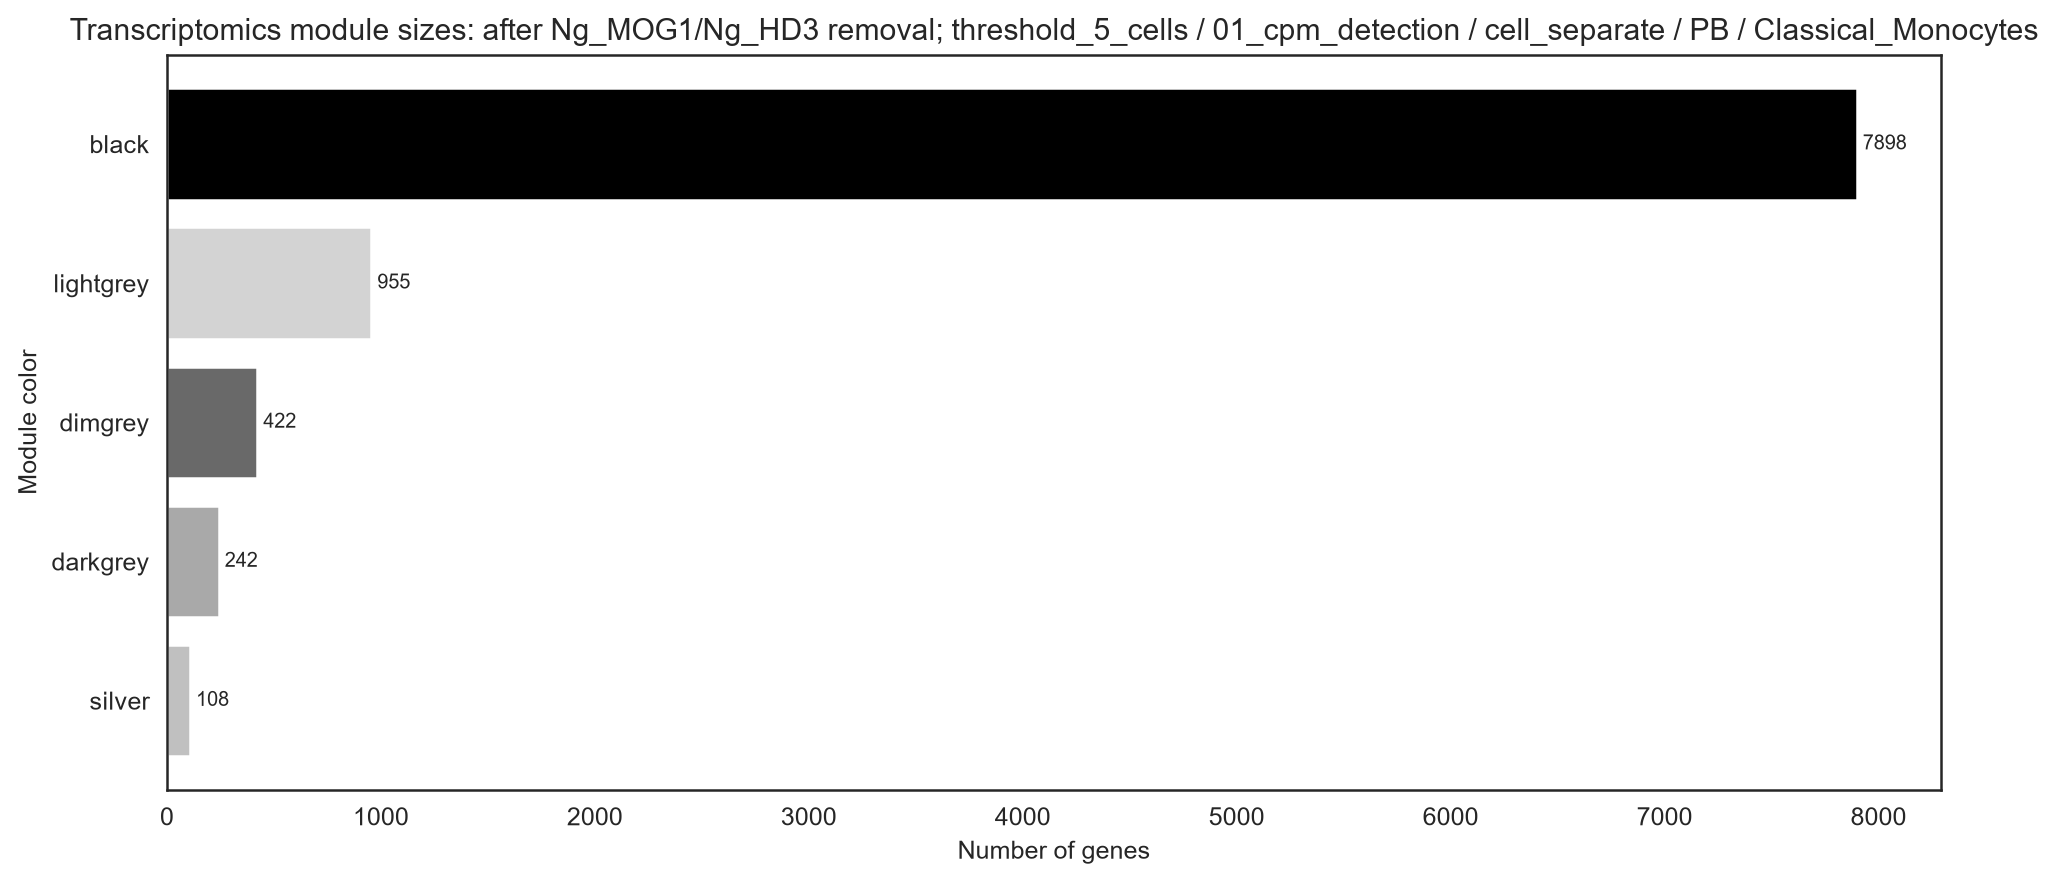 Transcriptomics module sizes: after Ng_MOG1/Ng_HD3 removal; threshold_5_cells / 01_cpm_detection / cell_separate / PB / Classical_Monocytes
black
7898
lightgrey
955
dimgrey
422
darkgrey
242
silver
108
Module color
0 1000 2000 3000 4000 5000 6000 7000 8000
Number of genes